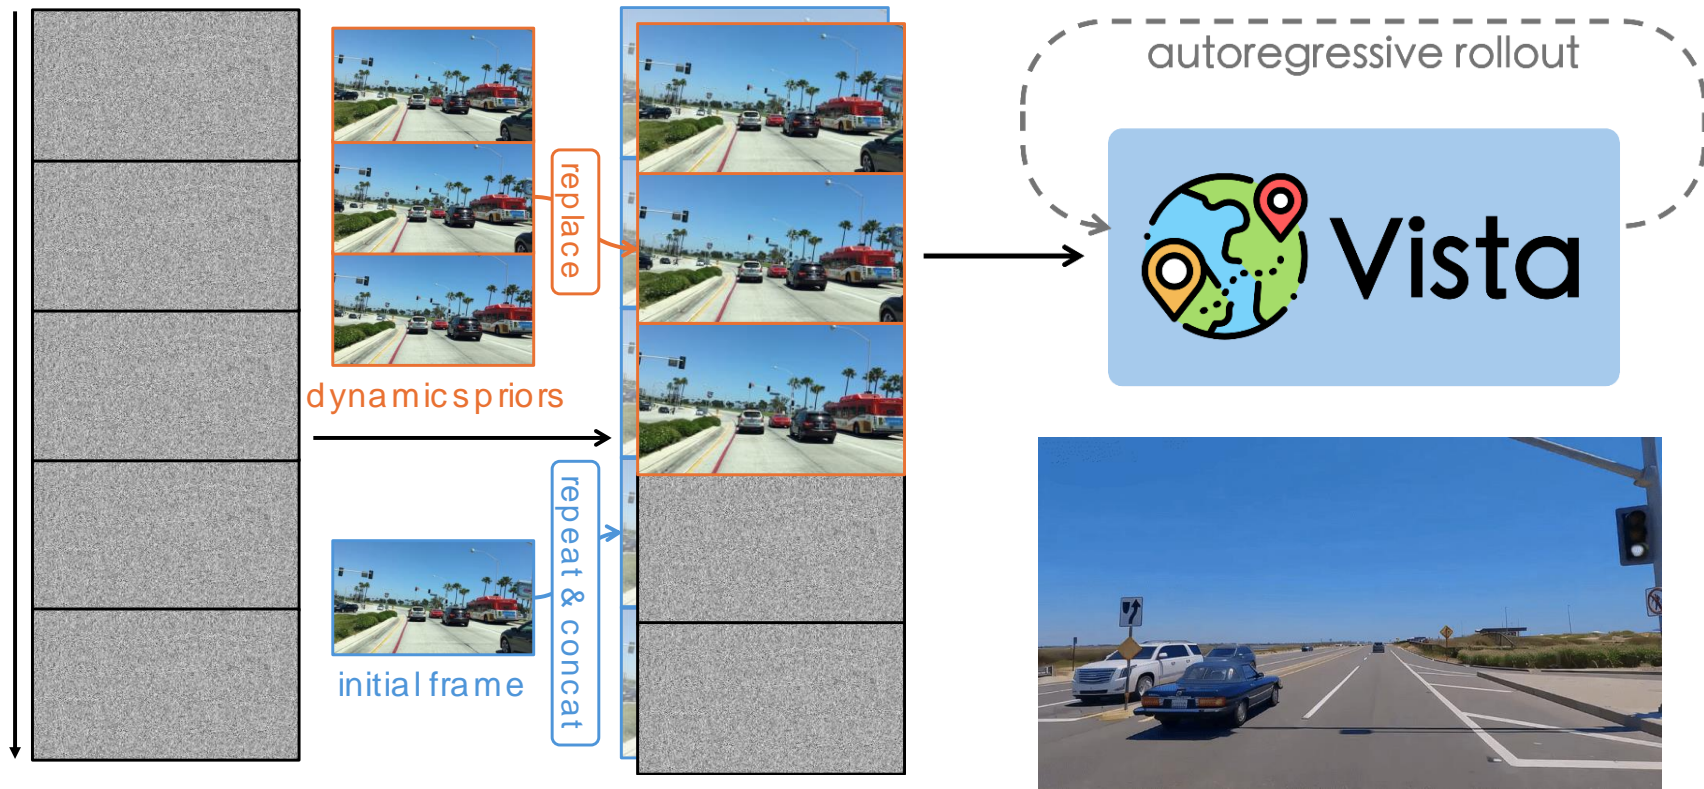 autoregressive rollout
replace
Vista
dynamics priors
repeat & concat
initial frame